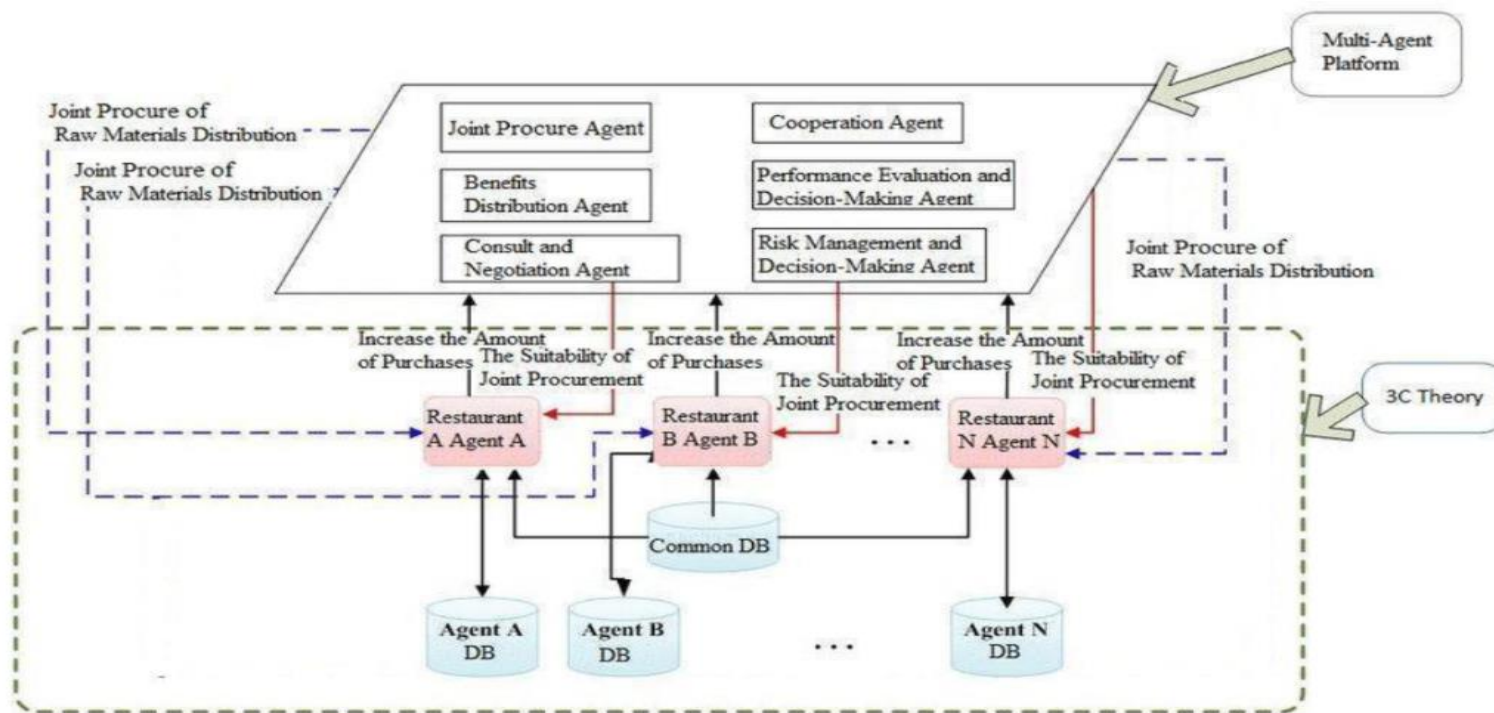 Multi-Agent
Platform
Joint Procure of
Raw Materials Distribution
Joint Procure of
Raw Materials Distribution
Joint Procure Agent
Cooperation Agent
Benefits
Distribution Agent
Performance Evaluation and
Decision-Making Agent
Consult and
Negotiation Agent
Risk Management and
Decision-Making Agent
Joint Procure of
Raw Materials Distribution
Increase the Amount
of Purchases
The Suitability of
Joint Procurement
Increase the Amount
of Purchases
The Suitability of
Joint Procurement
Increase the Amount
of Purchases
The Suitability of
Joint Procurement
3C Theory
Restaurant
A Agent A
Restaurant
B Agent B
...
Restaurant
N Agent N
Common DB
Agent A
DB
Agent B
DB
...
Agent N
DB